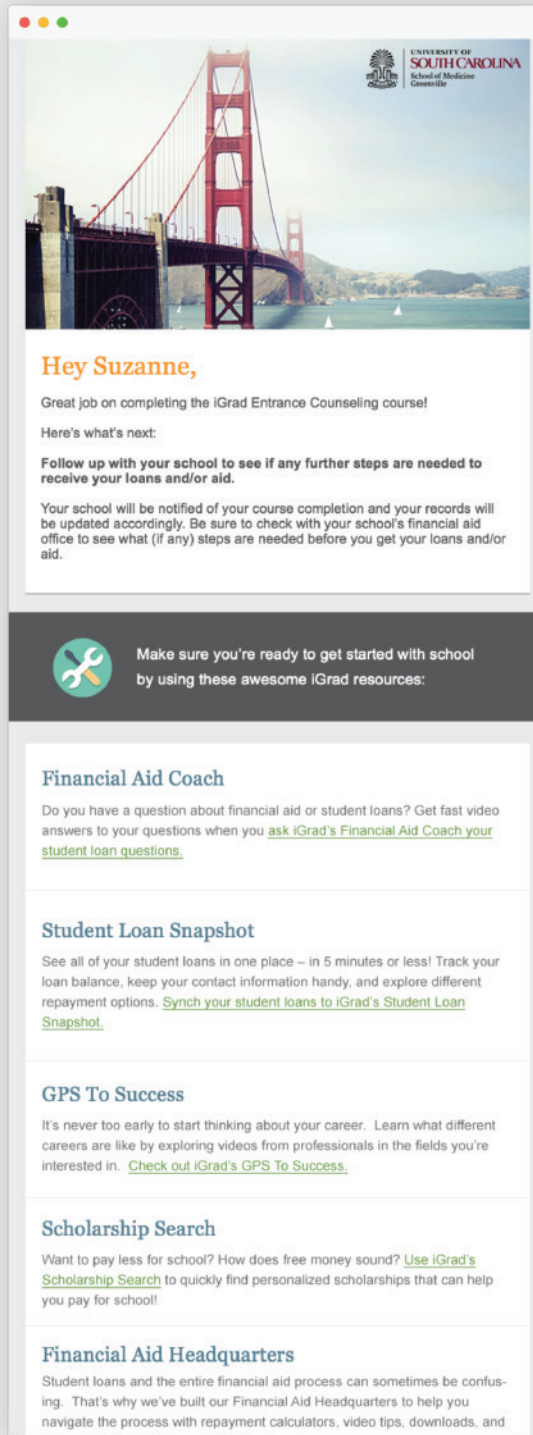 UNIVERSITY OF
SOUTH CAROLINA
School of Medicine
Greenville
Hey Suzanne,
Great job on completing the iGrad Entrance Counseling course!
Here's what's next:
Follow up with your school to see if any further steps are needed to
receive your loans and/or aid.
Your school will be notified of your course completion and your records will
be updated accordingly. Be sure to check with your school's financial aid
office to see what (if any) steps are needed before you get your loans and/or
aid.
Make sure you're ready to get started with school
by using these awesome iGrad resources:
Financial Aid Coach
Do you have a question about financial aid or student loans? Get fast video
answers to your questions when you ask iGrad's Financial Aid Coach your
student loan questions.
Student Loan Snapshot
See all of your student loans in one place – in 5 minutes or less! Track your
loan balance, keep your contact information handy, and explore different
repayment options. Synch your student loans to iGrad's Student Loan
Snapshot.
GPS To Success
It's never too early to start thinking about your career. Learn what different
careers are like by exploring videos from professionals in the fields you're
interested in. Check out iGrad's GPS To Success.
Scholarship Search
Want to pay less for school? How does free money sound? Use iGrad's
Scholarship Search to quickly find personalized scholarships that can help
you pay for school!
Financial Aid Headquarters
Student loans and the entire financial aid process can sometimes be confus-
ing. That's why we've built our Financial Aid Headquarters to help you
navigate the process with repayment calculators, video tips, downloads, and